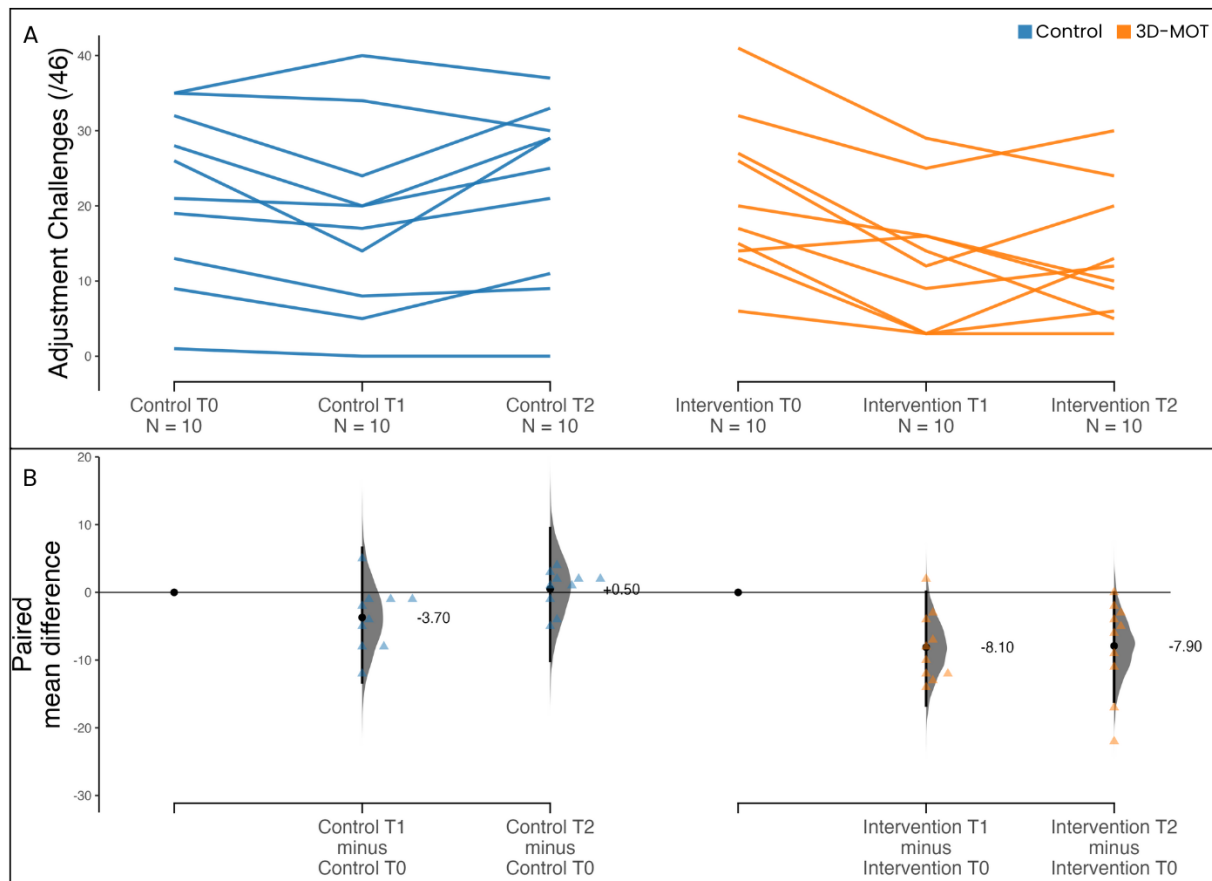 A
Control 3D-MOT
Adjustment Challenges (/46)
40
30
20
10
0
Control T0
N = 10
Control T1
N = 10
Control T2
N = 10
Intervention T0
N = 10
Intervention T1
N = 10
Intervention T2
N = 10
B
Paired
mean difference
20
10
0
-10
-20
-30
-3.70
+0.50
-8.10
-7.90
Control T1
minus
Control T0
Control T2
minus
Control T0
Intervention T1
minus
Intervention T0
Intervention T2
minus
Intervention T0